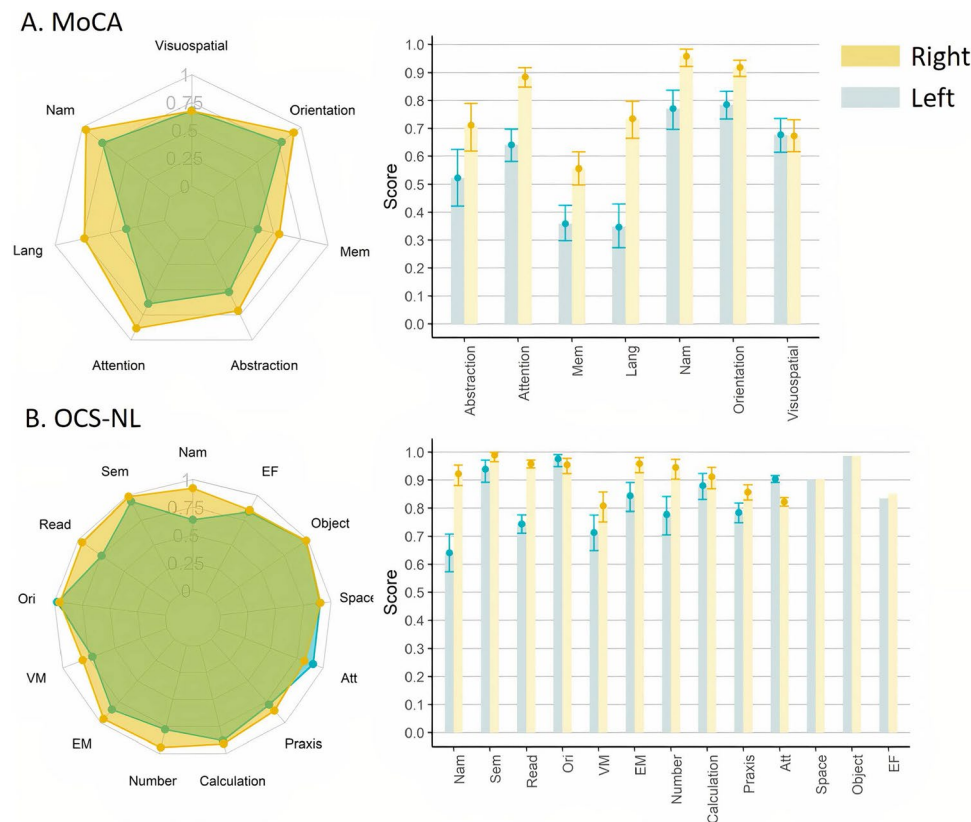 A. MoCA
Visuospatial
1
0.75
0.5
0.25
0
Nam
Orientation
Lang
Mem
Attention
Abstraction
1.0
0.9
0.8
0.7
0.6
0.5
0.4
0.3
0.2
0.1
0.0
Score
Abstraction
Attention
Mem
Lang
Nam
Orientation
Visuospatial
Right
Left
B. OCS-NL
Nam
Sem
EF
1
0.75
0.5
0.25
0
Read
Object
Ori
Space
VM
Att
EM
Praxis
Number
Calculation
1.0
0.9
0.8
0.7
0.6
0.5
0.4
0.3
0.2
0.1
0.0
Score
Nam
Sem
Read
Ori
VM
EM
Number
Calculation
Praxis
Att
Space
Object
EF